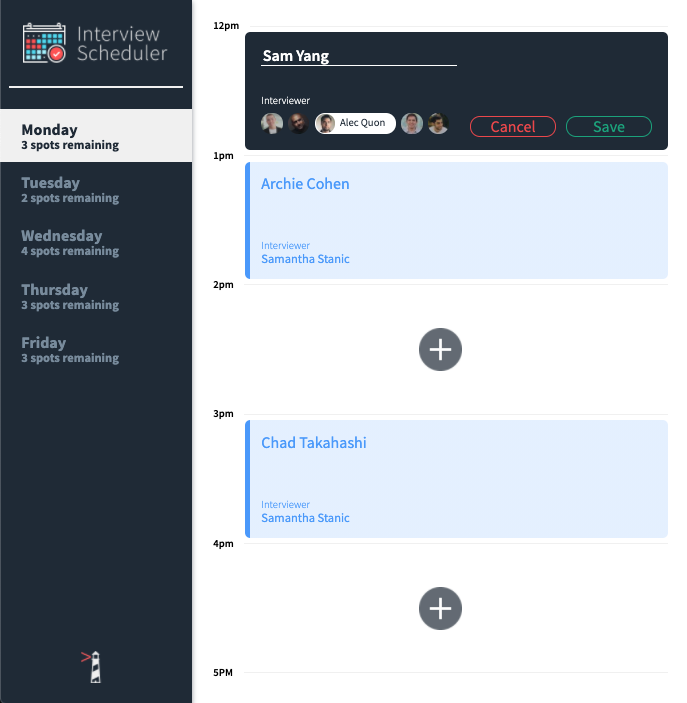 Interview
Scheduler
Monday
3 spots remaining
Tuesday
2 spots remaining
Wednesday
4 spots remaining
Thursday
3 spots remaining
Friday
3 spots remaining
12pm
Sam Yang
Interviewer
Alec Quon
Cancel
Save
1pm
Archie Cohen
Interviewer
Samantha Stanic
2pm
3pm
Chad Takahashi
Interviewer
Samantha Stanic
4pm
5PM